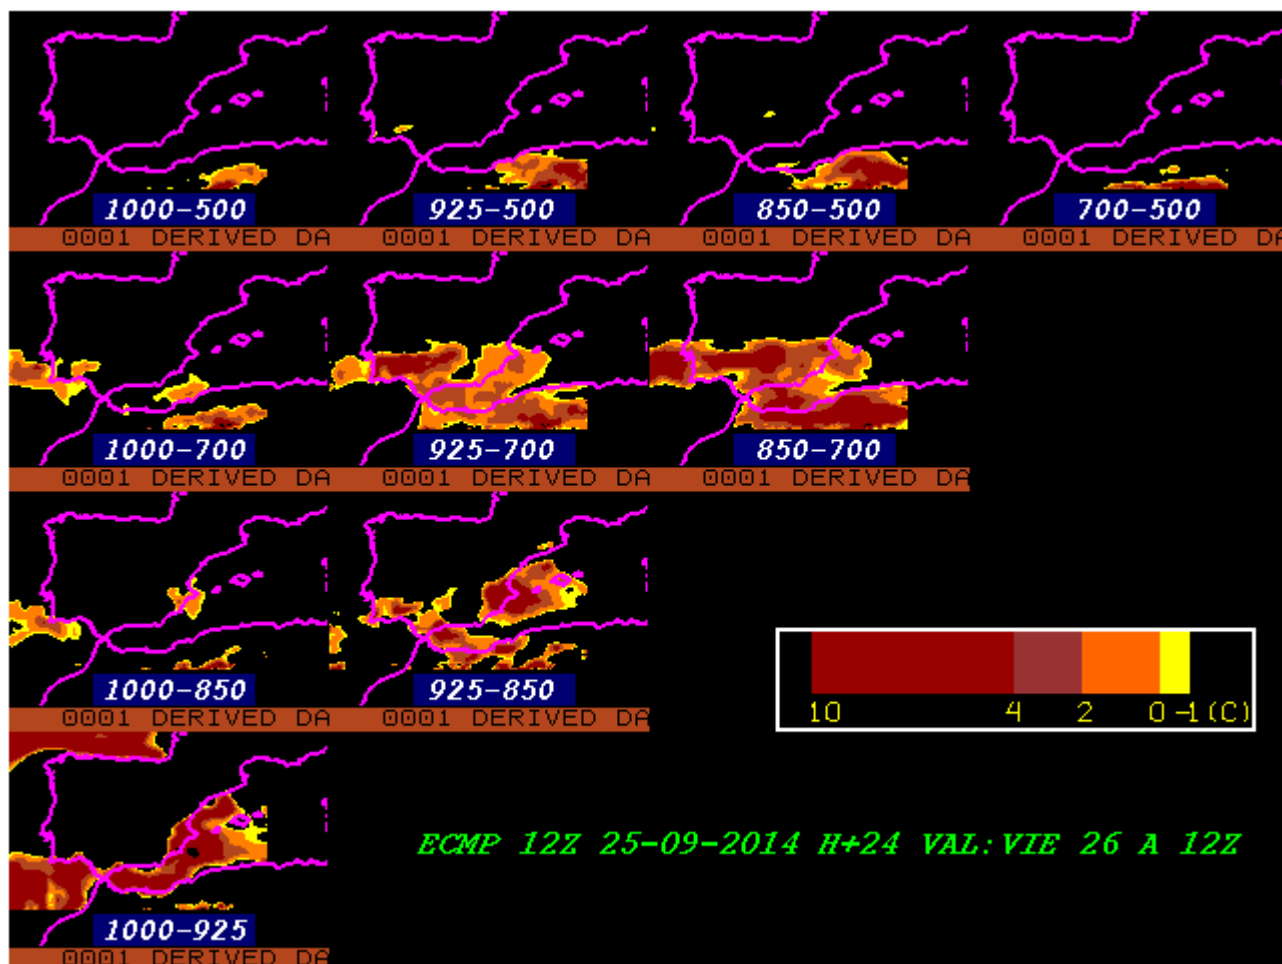 1000-500 925-500 850-500 700-500
0001 DERIVED DA 0001 DERIVED DA 0001 DERIVED DA 0001 DERIVED DA
1000-700 925-700 850-700
0001 DERIVED DA 0001 DERIVED DA 0001 DERIVED DA
1000-850 925-850
0001 DERIVED DA 0001 DERIVED DA
10 4 2 0 -1 (C)
ECMP 12Z 25-09-2014 H+24 VAL:VIE 26 A 12Z
1000-925
0001 DERIVED DA